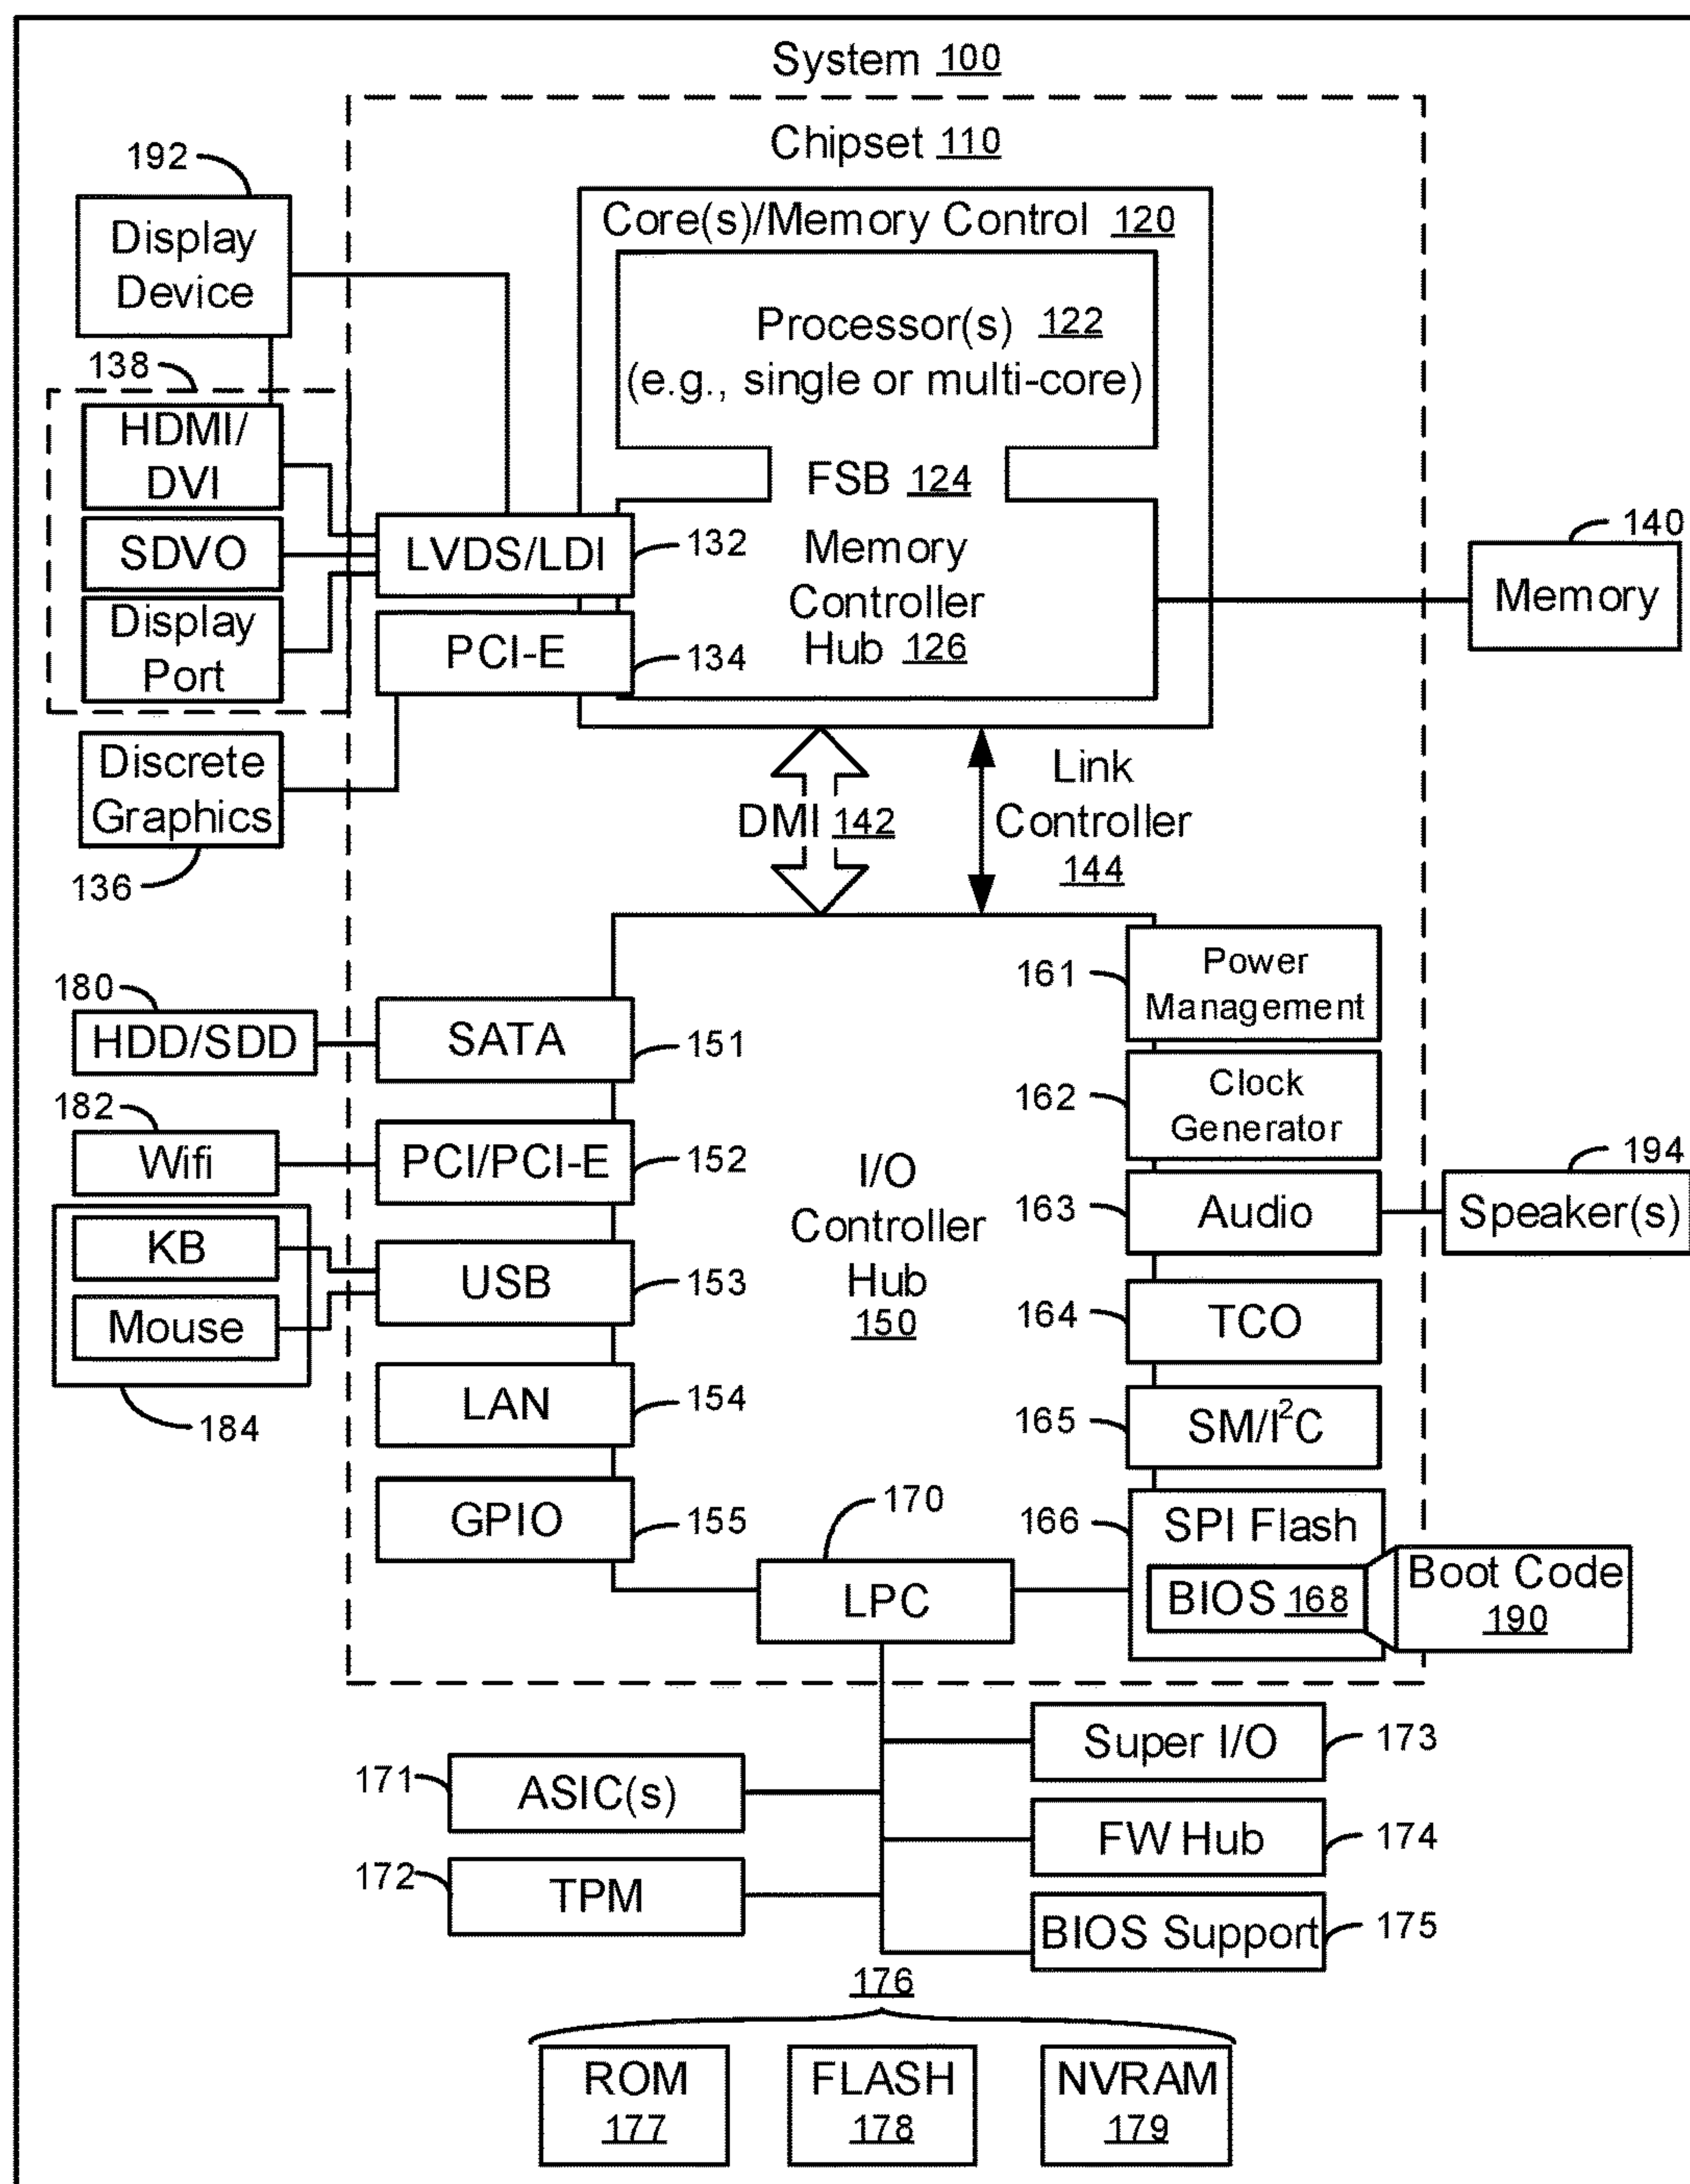 System 100
Chipset 110
192
Display
Device
Core(s)/Memory Control 120
Processor(s) 122
(e.g., single or multi-core)
138
HDMI/
DVI
SDVO
Display
Port
FSB 124
LVDS/LDI
132
Memory
Controller
Hub 126
PCI-E
134
140
Memory
Discrete
Graphics
136
DMI 142
Link
Controller
144
180
HDD/SDD
SATA
151
182
Wifi
PCI/PCI-E
152
KB
Mouse
184
USB
153
LAN
154
GPIO
155
I/O
Controller
Hub
150
161
Power
Management
162
Clock
Generator
163
Audio
194
Speaker(s)
164
TCO
165
SM/I²C
166
SPI Flash
BIOS 168
Boot Code
190
170
LPC
171
ASIC(s)
172
TPM
Super I/O
173
FW Hub
174
BIOS Support
175
176
ROM
177
FLASH
178
NVRAM
179